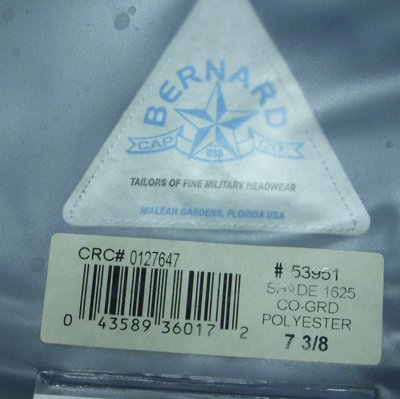 BERNARD
CAP CO.
USA
TAILORS OF FINE MILITARY HEADWEAR
HIALEAH GARDENS, FLORIDA USA
CRC# 0127647
# 53951
SHADE 1625
CO-GRD
POLYESTER
7 3/8
0 43589 36017 2